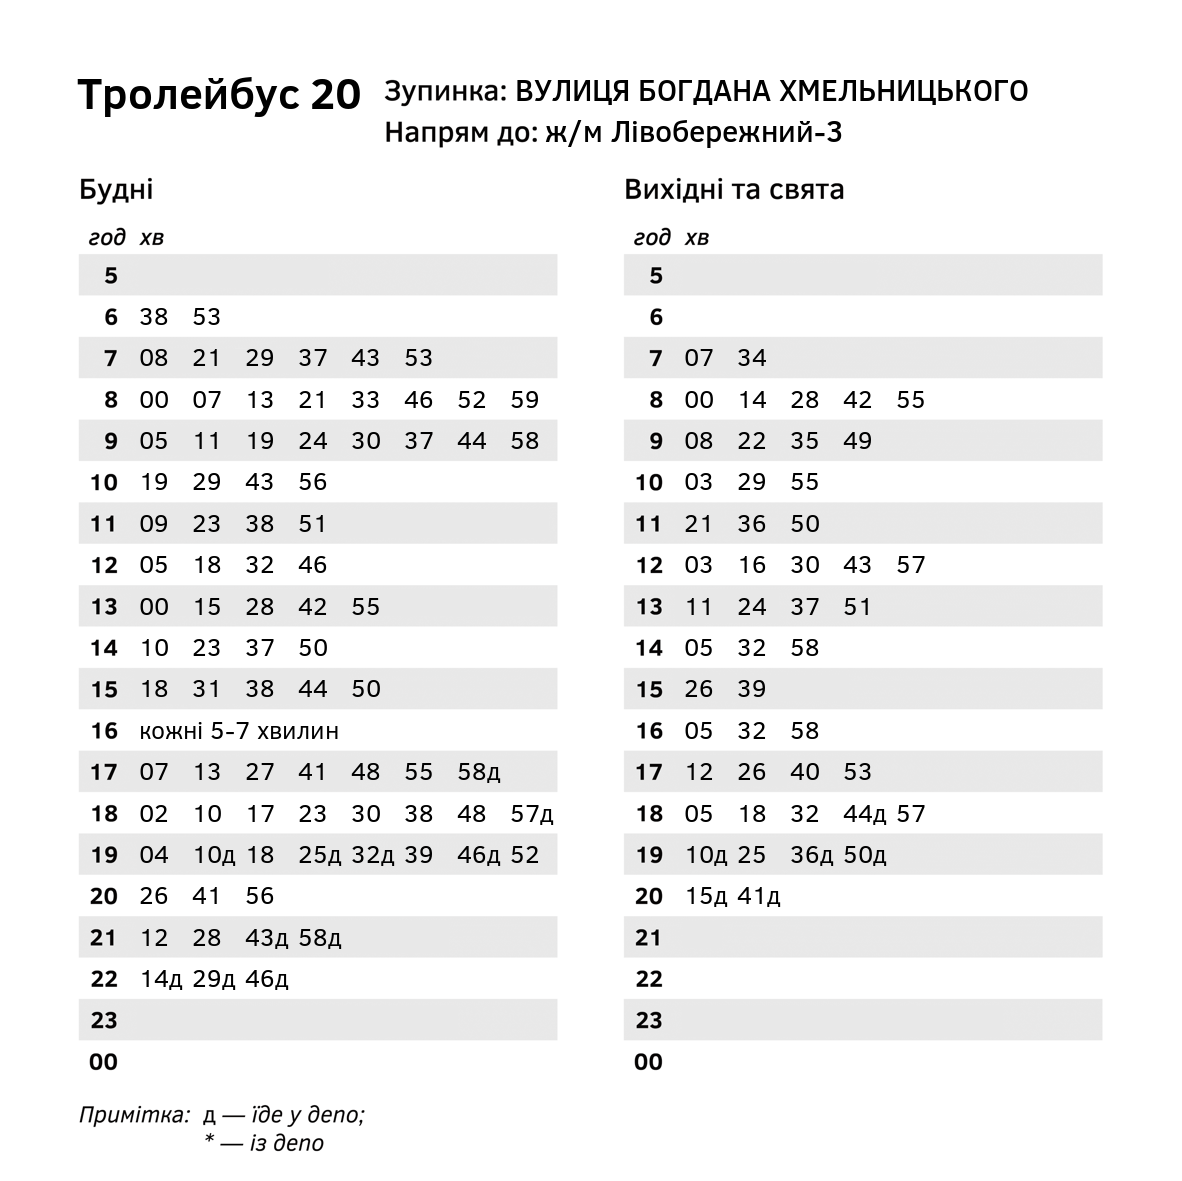 Тролейбус 20
Зупинка: ВУЛИЦЯ БОГДАНА ХМЕЛЬНИЦЬКОГО
Напрям до: ж/м Лівобережний-3
Будні
год хв
5
6 38 53
7 08 21 29 37 43 53
8 00 07 13 21 33 46 52 59
9 05 11 19 24 30 37 44 58
10 19 29 43 56
11 09 23 38 51
12 05 18 32 46
13 00 15 28 42 55
14 10 23 37 50
15 18 31 38 44 50
16 кожні 5-7 хвилин
17 07 13 27 41 48 55 58д
18 02 10 17 23 30 38 48 57д
19 04 10д 18 25д 32д 39 46д 52
20 26 41 56
21 12 28 43д 58д
22 14д 29д 46д
23
00
Вихідні та свята
год хв
5
6
7 07 34
8 00 14 28 42 55
9 08 22 35 49
10 03 29 55
11 21 36 50
12 03 16 30 43 57
13 11 24 37 51
14 05 32 58
15 26 39
16 05 32 58
17 12 26 40 53
18 05 18 32 44д 57
19 10д 25 36д 50д
20 15д 41д
21
22
23
00
Примітка: д — їде у депо;
* — із депо